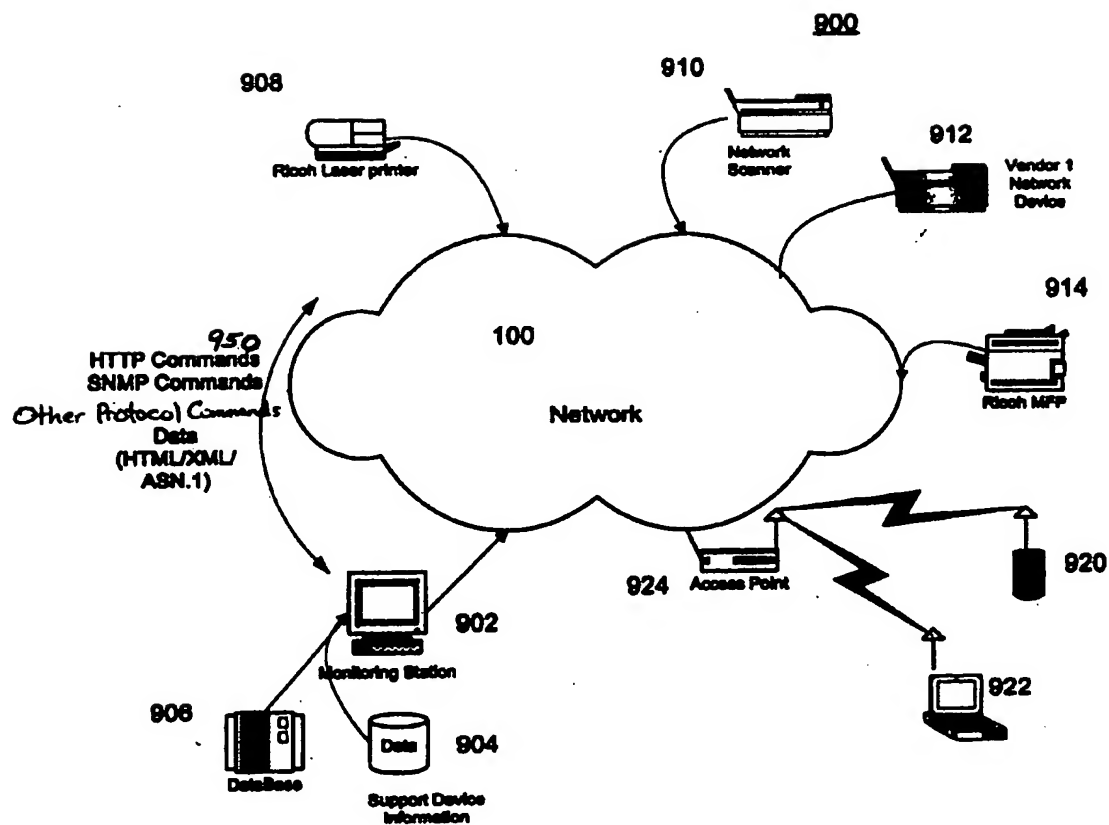 900
908
910
912
Ricoh Laser printer
Network
Scanner
Vendor 1
Network
Device
914
950
HTTP Commands
SNMP Commands
Other Protocol Commands
Data
(HTML/XML/
ASN.1)
100
Network
Ricoh MFP
924
Access Point
920
902
Monitoring Station
922
906
904
Data
DataBase
Support Device
Information